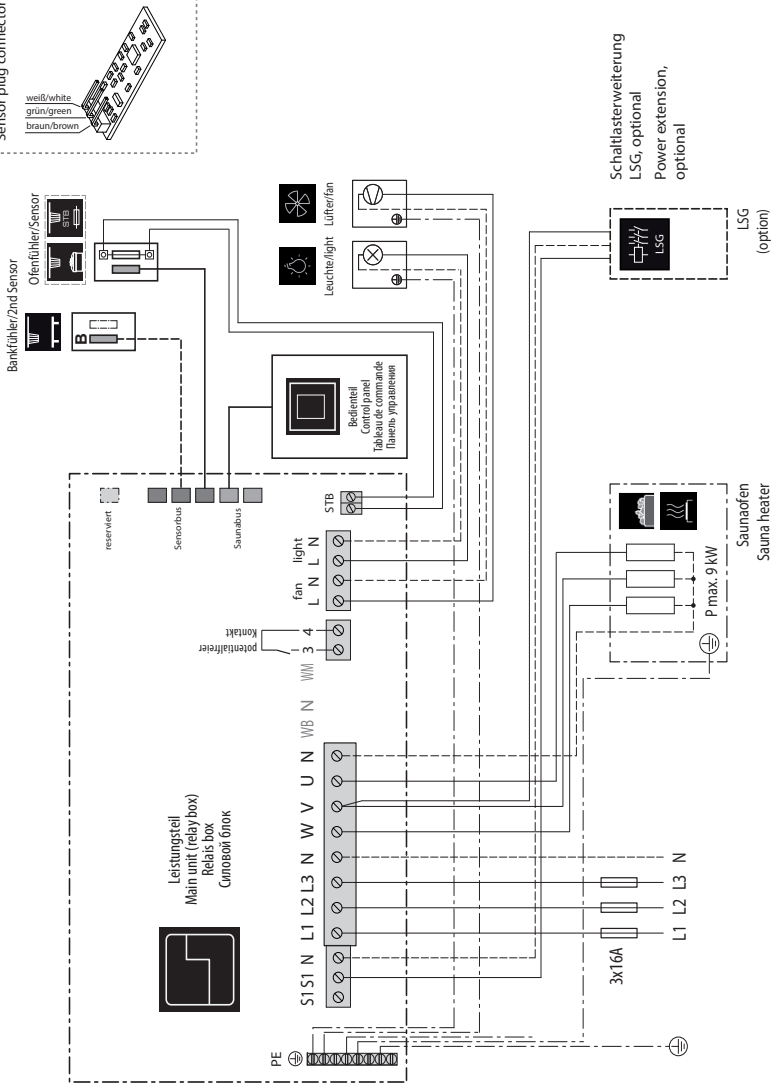 Sensor plug connector
weiß/white
grün/green
braun/brown
Bankfühler/2nd Sensor
B
Ofenfühler/Sensor
STB
Leuchte/light
Lüfter/fan
Bedienteil
Control panel
Tableau de commande
Панель управления
reserviert
Sensorbus
Saunabus
STB
fan light
L N L N
potentialfreier
Kontakt
3 4
Leistungsteil
Main unit (relay box)
Relais box
Силовой блок
PE
S1 S1 N L1 L2 L3 N W V U N WB N WM
3x16A
L1 L2 L3 N
P max. 9 kW
Saunaofen
Sauna heater
LSG
LSG
(option)
Schaltlasterweiterung
LSG, optional
Power extension,
optional